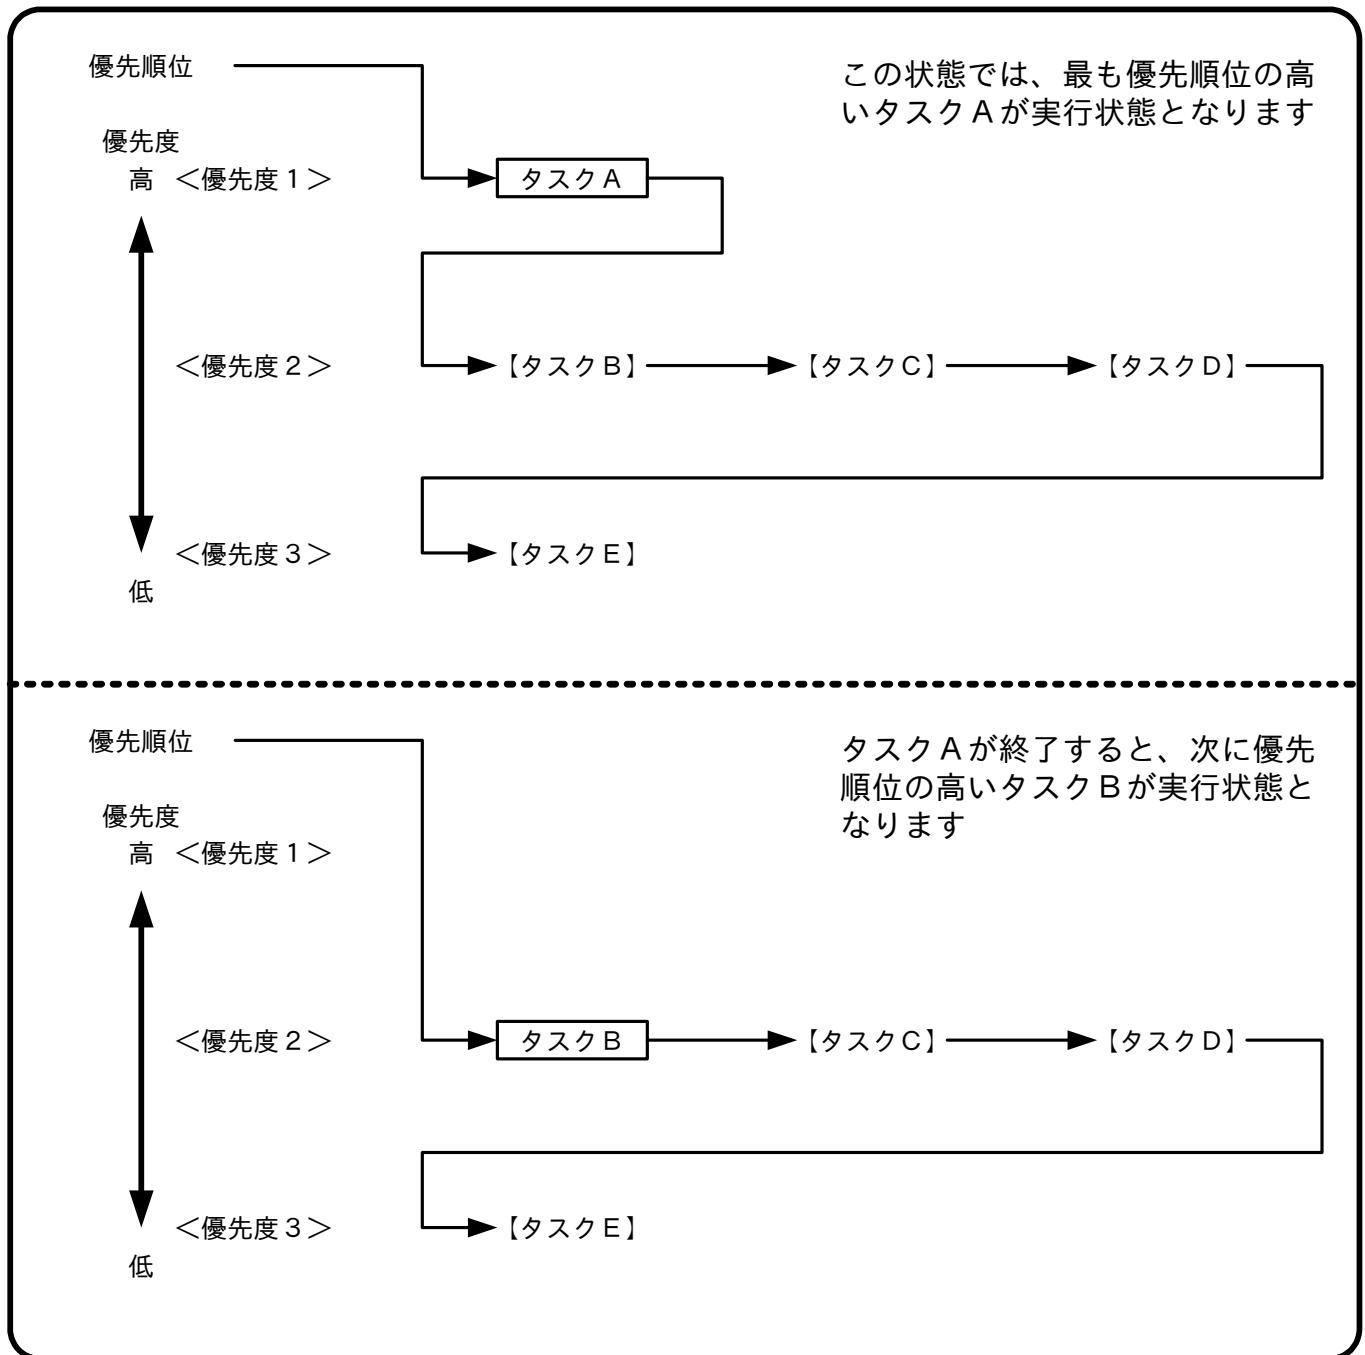 優先順位
この状態では、最も優先順位の高
いタスクAが実行状態となります
優先度
高 ＜優先度１＞
タスクA
＜優先度２＞ 【タスクB】 【タスクC】 【タスクD】
＜優先度３＞ 【タスクE】
低
優先順位
タスクAが終了すると、次に優先
順位の高いタスクBが実行状態と
なります
優先度
高 ＜優先度１＞
＜優先度２＞ タスクB 【タスクC】 【タスクD】
＜優先度３＞ 【タスクE】
低